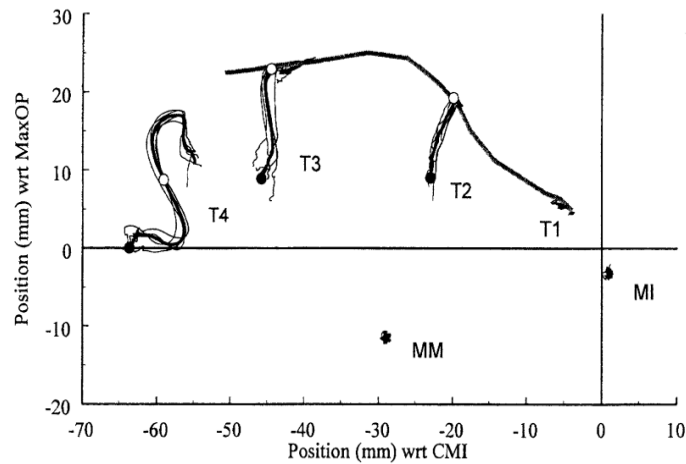 30
20
10
0
-10
-20
Position (mm) wrt MaxOP
T4
T3
T2
T1
MI
MM
-70 -60 -50 -40 -30 -20 -10 0 10
Position (mm) wrt CMI